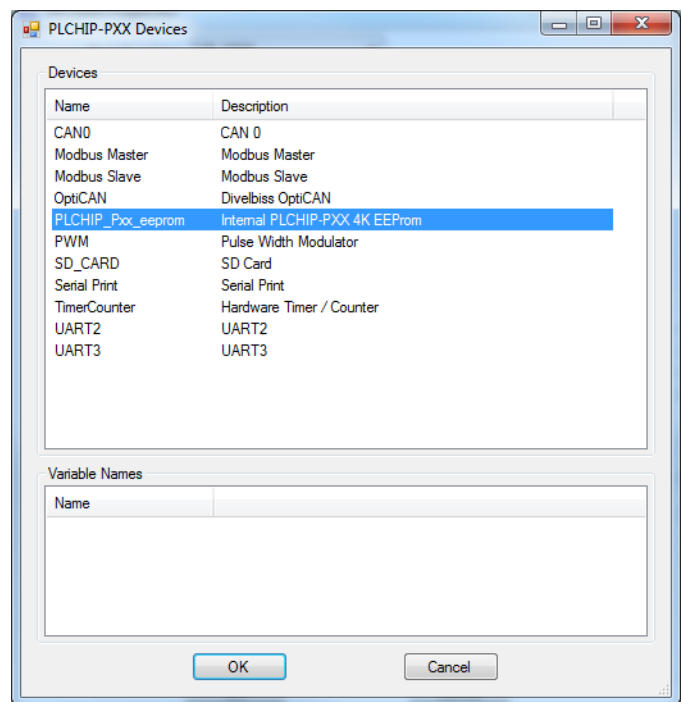 PLCHIP-PXX Devices
Devices
Name Description
CAN0 CAN 0
Modbus Master Modbus Master
Modbus Slave Modbus Slave
OptiCAN Divelbiss OptiCAN
PLCHIP_Pxx_eeprom Internal PLCHIP-PXX 4K EEProm
PWM Pulse Width Modulator
SD_CARD SD Card
Serial Print Serial Print
TimerCounter Hardware Timer / Counter
UART2 UART2
UART3 UART3
Variable Names
Name
OK Cancel